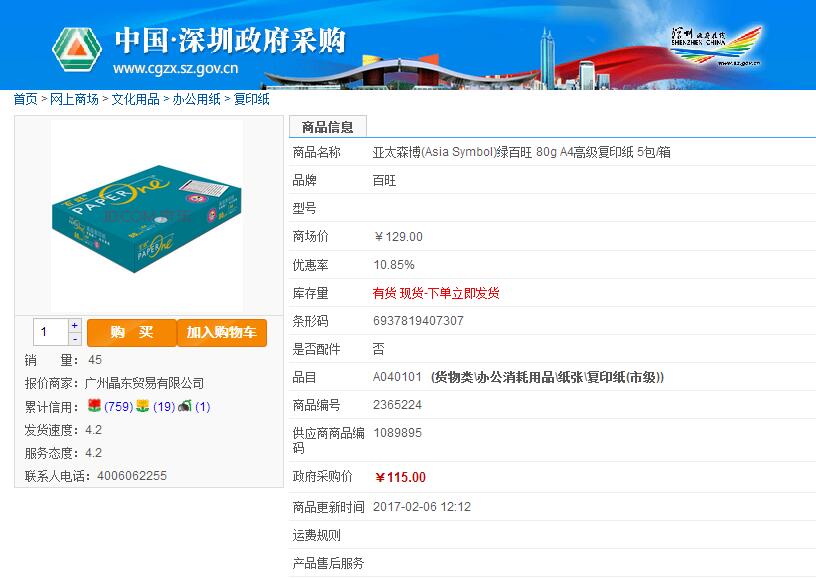 中国·深圳政府采购
www.cgzx.sz.gov.cn
深圳政府在线
SHENZHEN CHINA
www.sz.gov.cn
首页 > 网上商场 > 文化用品 > 办公用纸 > 复印纸
PAPER One
PAPER One
商品信息
商品名称 亚太森博(Asia Symbol)绿百旺 80g A4高级复印纸 5包/箱
品牌 百旺
型号
商场价 ¥129.00
优惠率 10.85%
库存量 有货 现货-下单立即发货
条形码 6937819407307
是否配件 否
品目 A040101 (货物类\办公消耗用品\纸张\复印纸(市级))
商品编号 2365224
供应商商品编码 1089895
政府采购价 ¥115.00
商品更新时间 2017-02-06 12:12
运费规则
产品售后服务
1 + -
购 买 加入购物车
销 量: 45
报价商家: 广州晶东贸易有限公司
累计信用: (759) (19) (1)
发货速度: 4.2
服务态度: 4.2
联系人电话: 4006062255